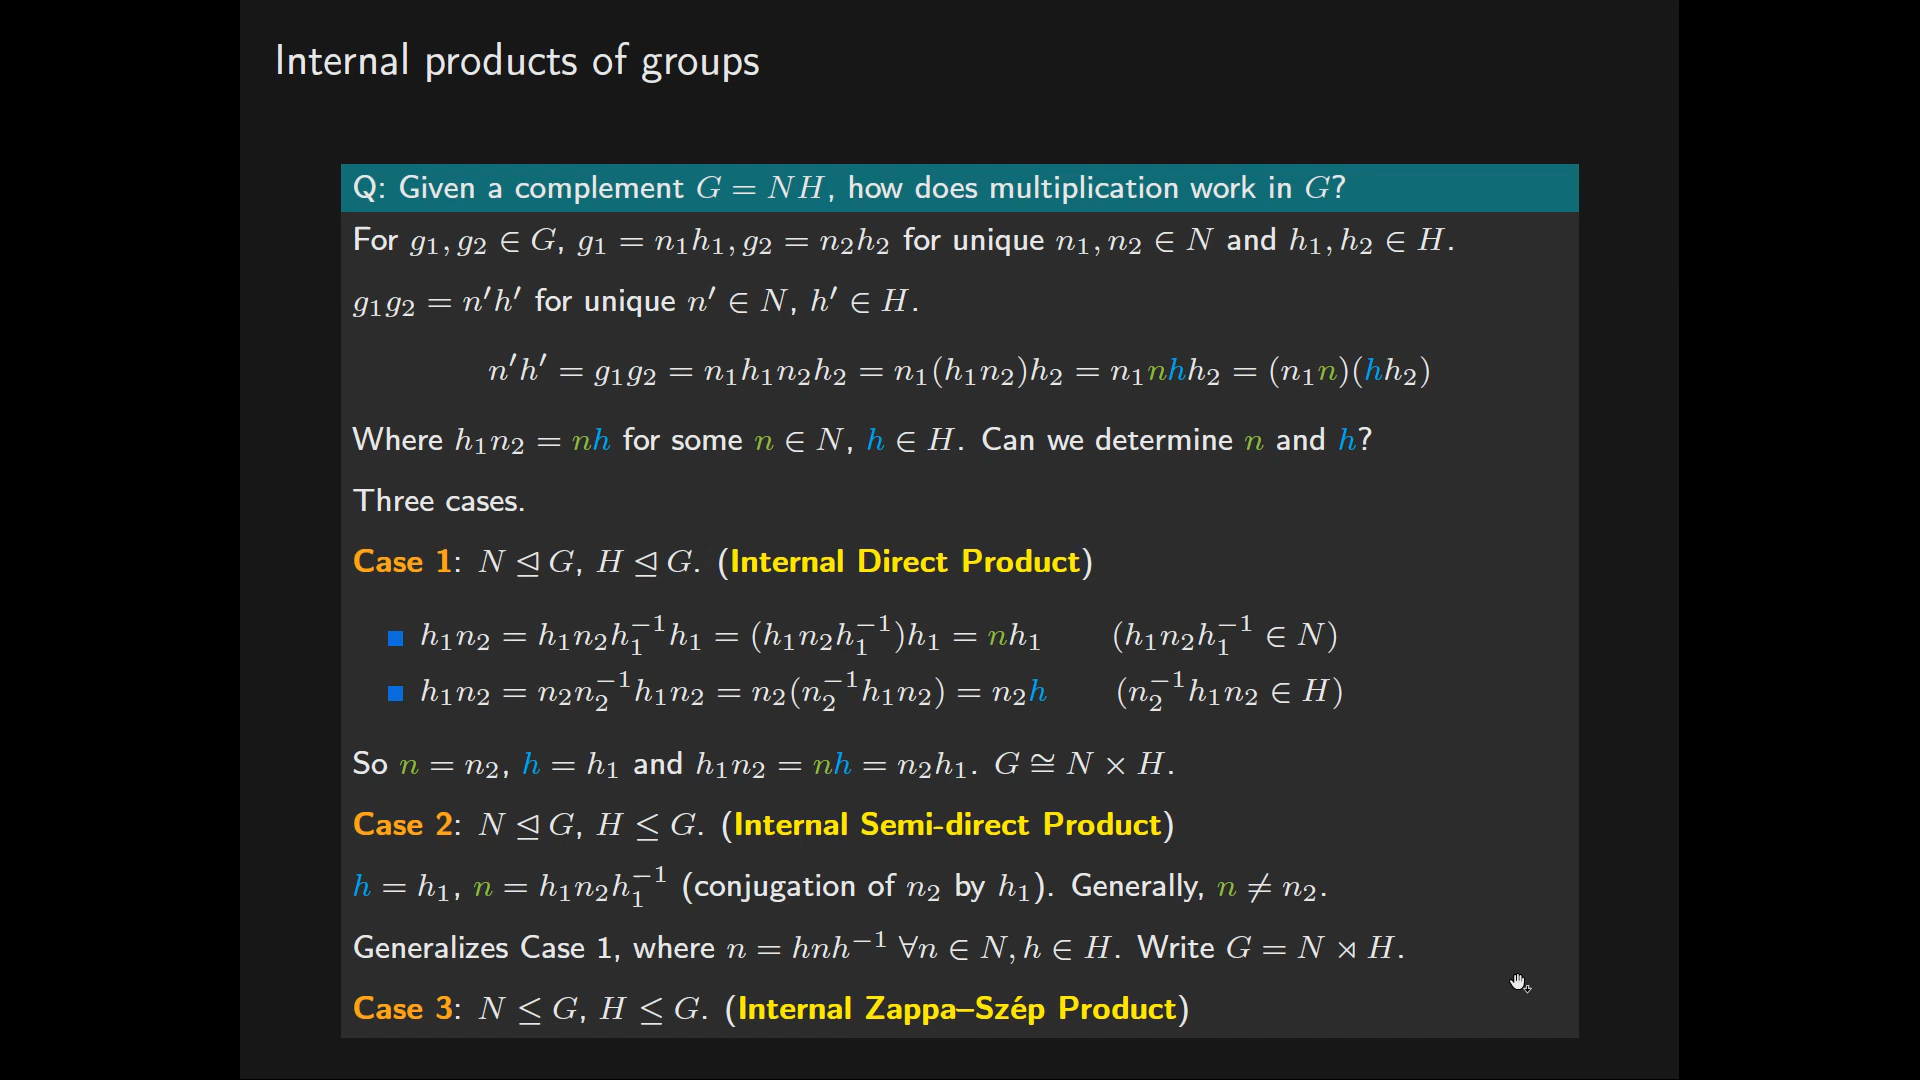 Internal products of groups
Q: Given a complement G = NH, how does multiplication work in G?
For g₁, g₂ ∈ G, g₁ = n₁h₁, g₂ = n₂h₂ for unique n₁, n₂ ∈ N and h₁, h₂ ∈ H.
g₁g₂ = n′h′ for unique n′ ∈ N, h′ ∈ H.
n′h′ = g₁g₂ = n₁h₁n₂h₂ = n₁(h₁n₂)h₂ = n₁nhh₂ = (n₁n)(hh₂)
Where h₁n₂ = nh for some n ∈ N, h ∈ H. Can we determine n and h?
Three cases.
Case 1: N ⊴ G, H ⊴ G. (Internal Direct Product)
■ h₁n₂ = h₁n₂h₁⁻¹h₁ = (h₁n₂h₁⁻¹)h₁ = nh₁ (h₁n₂h₁⁻¹ ∈ N)
■ h₁n₂ = n₂n₂⁻¹h₁n₂ = n₂(n₂⁻¹h₁n₂) = n₂h (n₂⁻¹h₁n₂ ∈ H)
So n = n₂, h = h₁ and h₁n₂ = nh = n₂h₁. G ≅ N × H.
Case 2: N ⊴ G, H ≤ G. (Internal Semi-direct Product)
h = h₁, n = h₁n₂h₁⁻¹ (conjugation of n₂ by h₁). Generally, n ≠ n₂.
Generalizes Case 1, where n = hnh⁻¹ ∀n ∈ N, h ∈ H. Write G = N ⋊ H.
Case 3: N ≤ G, H ≤ G. (Internal Zappa–Szép Product)